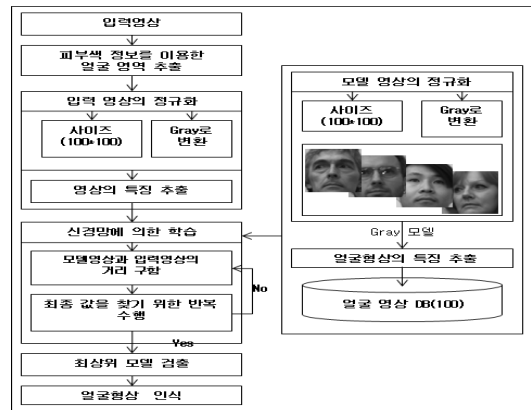 입력영상
피부색 정보를 이용한
얼굴 영역 추출
입력 영상의 정규화
사이즈
(100*100)
Gray로
변환
영상의 특징 추출
신경망에 의한 학습
모델영상과 입력영상의
거리 구함
No
최종 값을 찾기 위한 반복
수행
Yes
최상위 모델 검출
얼굴형상 인식
모델 영상의 정규화
사이즈
(100*100)
Gray로
변환
Gray 모델
얼굴형상의 특징 추출
얼굴 영상 DB(100)